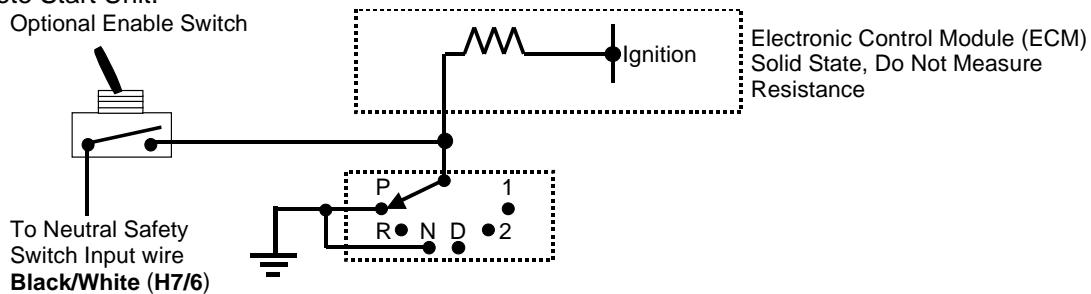 Optional Enable Switch
Ignition
Electronic Control Module (ECM)
Solid State, Do Not Measure
Resistance
P
1
R
N
D
2
To Neutral Safety
Switch Input wire
Black/White (H7/6)